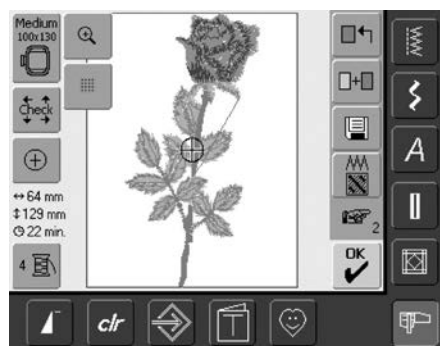 Medium
100x130
Check
↔ 64 mm
↕ 129 mm
22 min.
4
2
OK
A
clr
T